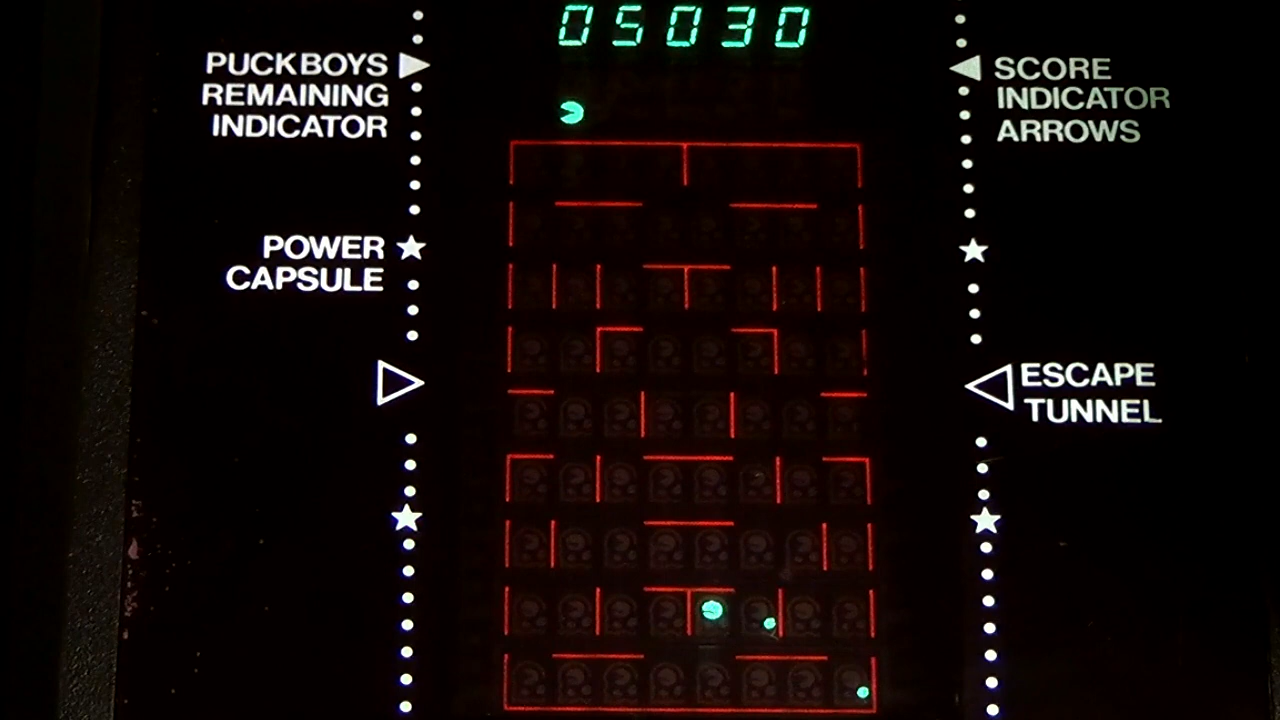 05030
PUCKBOYS
REMAINING
INDICATOR
SCORE
INDICATOR
ARROWS
POWER
CAPSULE
ESCAPE
TUNNEL